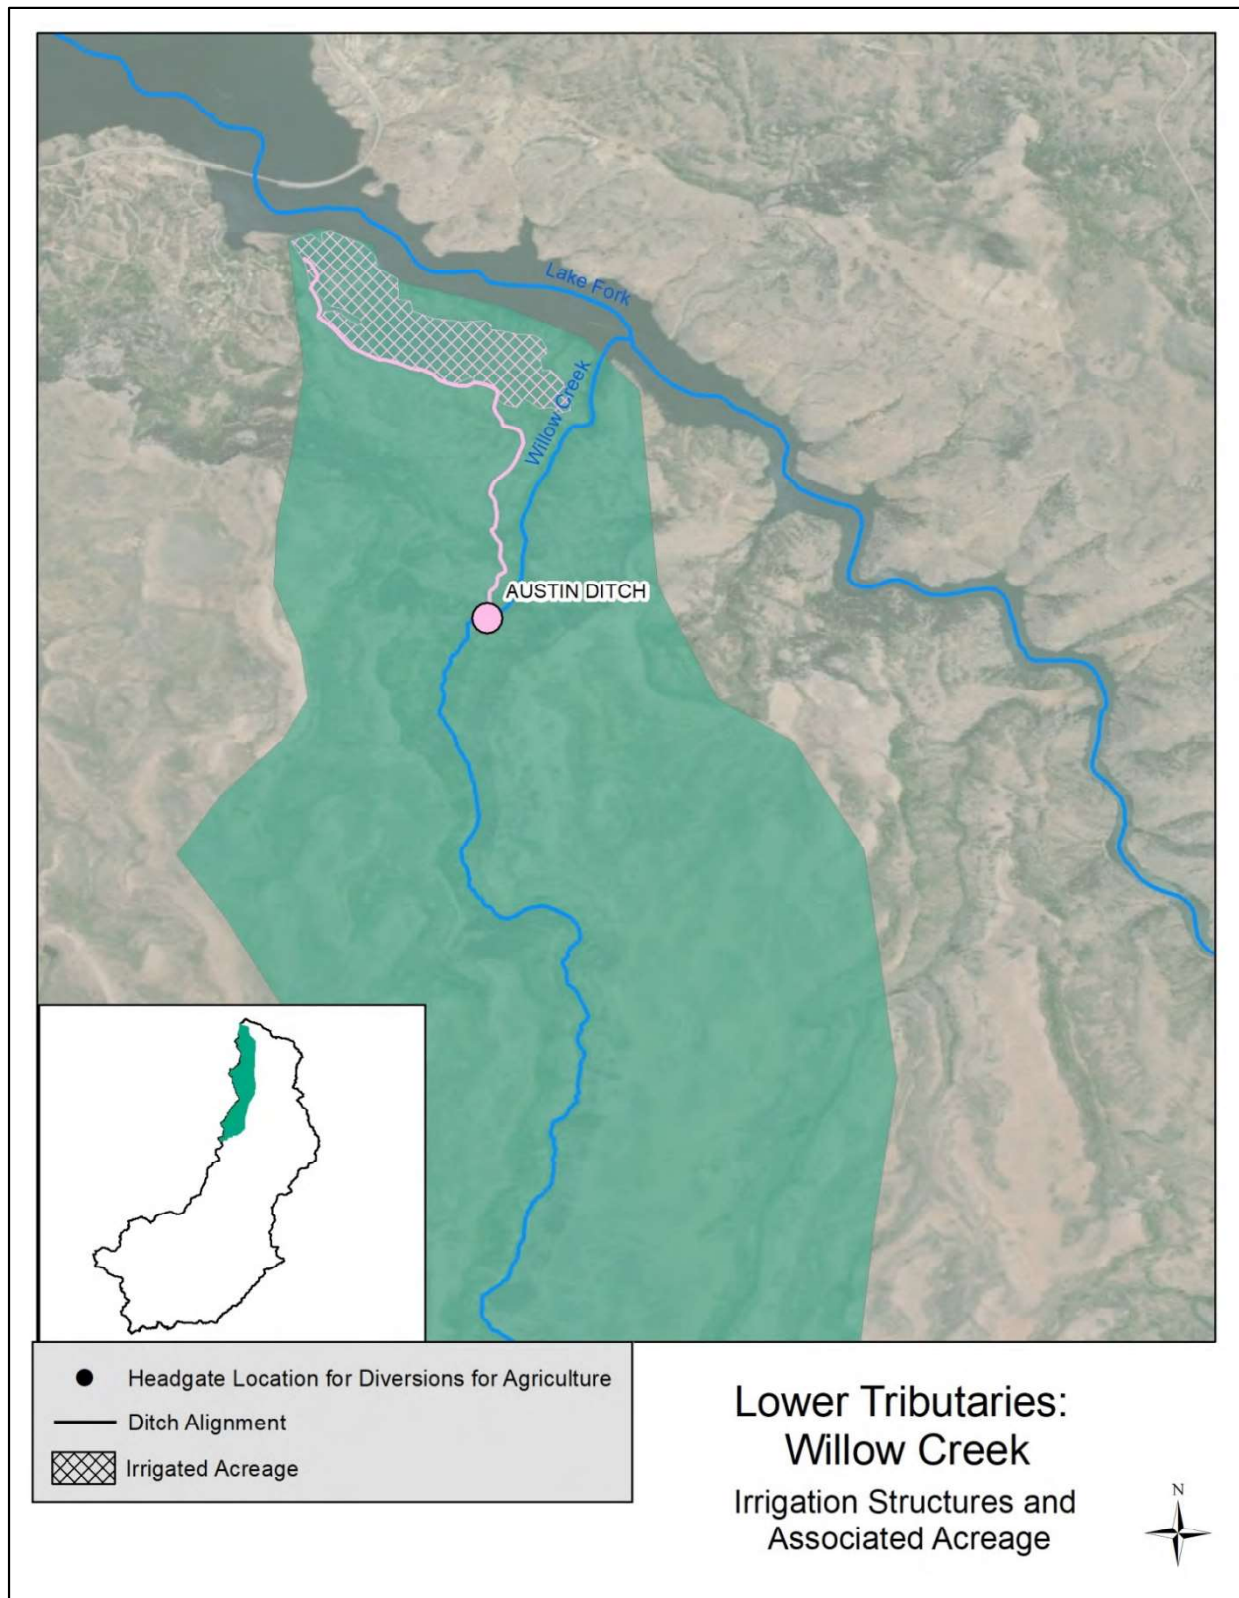 Lake Fork
Willow Creek
AUSTIN DITCH
Headgate Location for Diversions for Agriculture
Ditch Alignment
Irrigated Acreage
Lower Tributaries:
Willow Creek
Irrigation Structures and
Associated Acreage
N